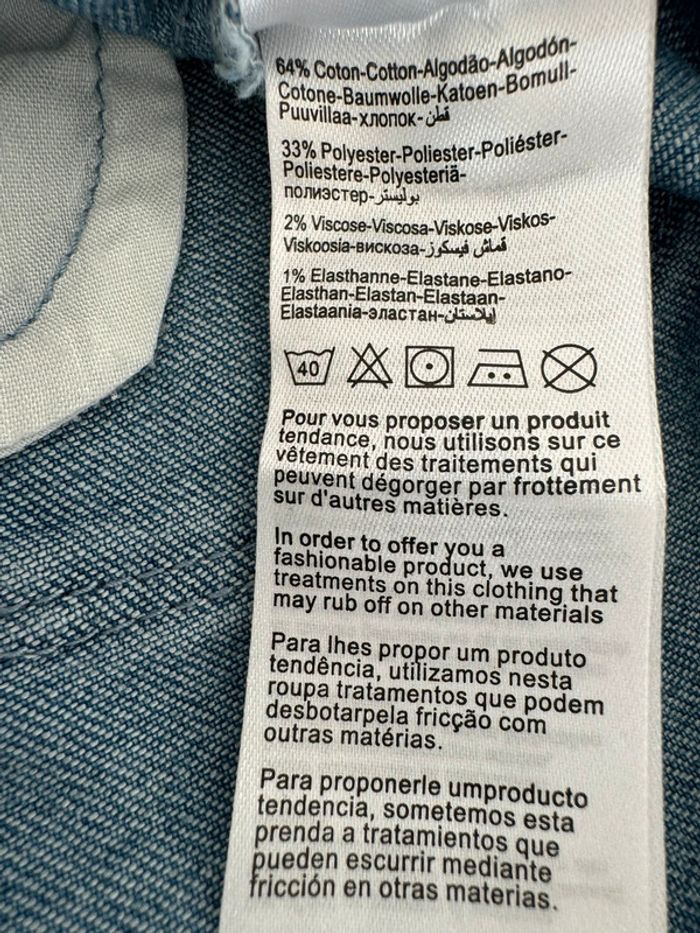 64% Coton-Cotton-Algodão-Algodón-
Cotone-Baumwolle-Katoen-Bomull-
Puuvillaa-хлопок-قطن
33% Polyester-Poliester-Poliéster-
Poliestere-Polyesteriä-
полиэстер-بوليستر
2% Viscose-Viscosa-Viskose-Viskos-
Viskoosia-вискоза-قماش فيسكوز
1% Elasthanne-Elastane-Elastano-
Elasthan-Elastan-Elastaan-
Elastaania-эластан-إيلاستان
40
Pour vous proposer un produit
tendance, nous utilisons sur ce
vêtement des traitements qui
peuvent dégorger par frottement
sur d'autres matières.
In order to offer you a
fashionable product, we use
treatments on this clothing that
may rub off on other materials
Para lhes propor um produto
tendência, utilizamos nesta
roupa tratamentos que podem
desbotarpela fricção com
outras matérias.
Para proponerle umproducto
tendencia, sometemos esta
prenda a tratamientos que
pueden escurrir mediante
fricción en otras materias.